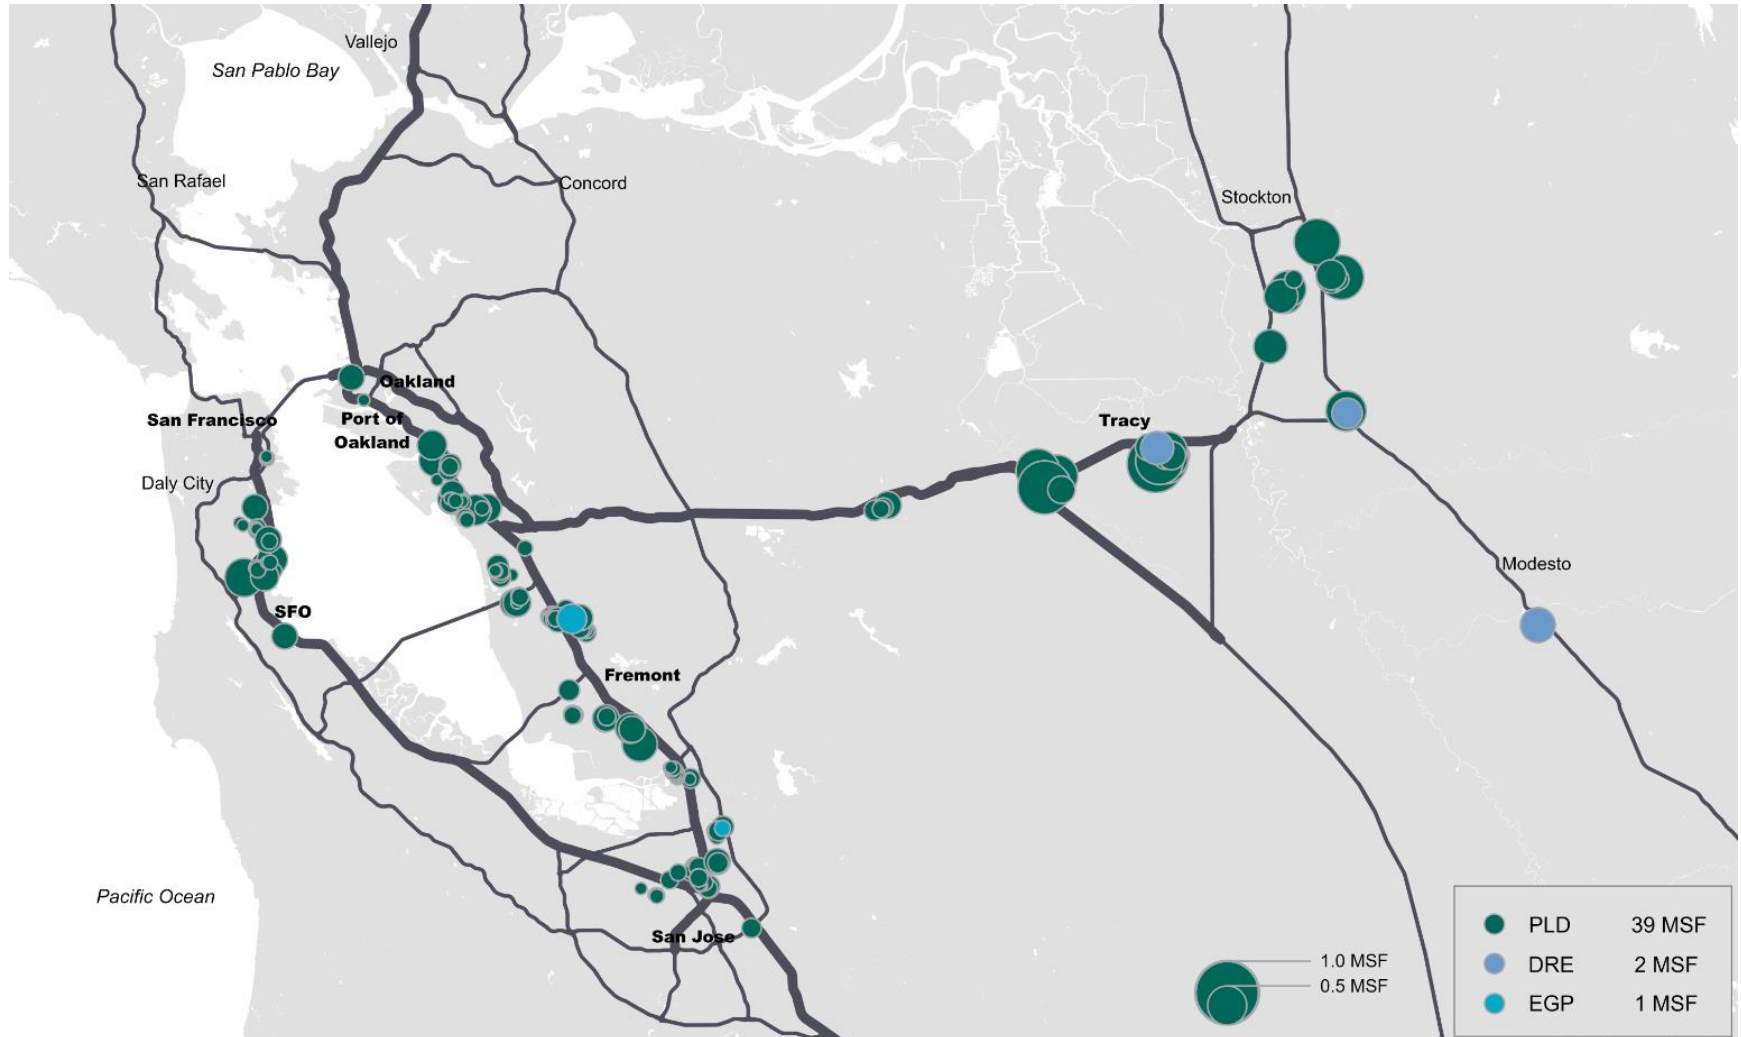 Vallejo
San Pablo Bay
San Rafael
Concord
Stockton
Oakland
San Francisco
Port of
Oakland
Tracy
Daly City
Modesto
SFO
Fremont
Pacific Ocean
San Jose
1.0 MSF
0.5 MSF
PLD 39 MSF
DRE 2 MSF
EGP 1 MSF